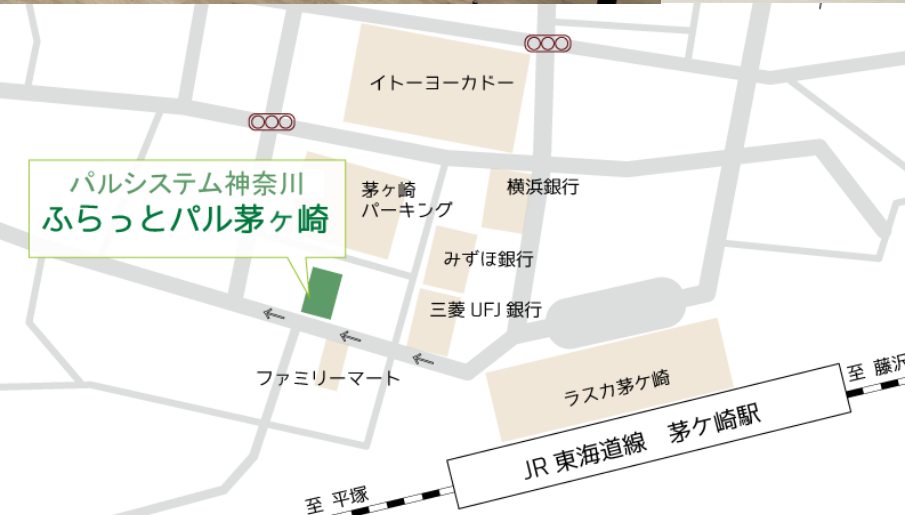 イトーヨーカドー
パルシステム神奈川
ふらっとパル茅ヶ崎
茅ヶ崎
パーキング
横浜銀行
みずほ銀行
三菱 UFJ 銀行
ファミリーマート
ラスカ茅ケ崎
JR 東海道線 茅ケ崎駅
至 藤沢
至 平塚